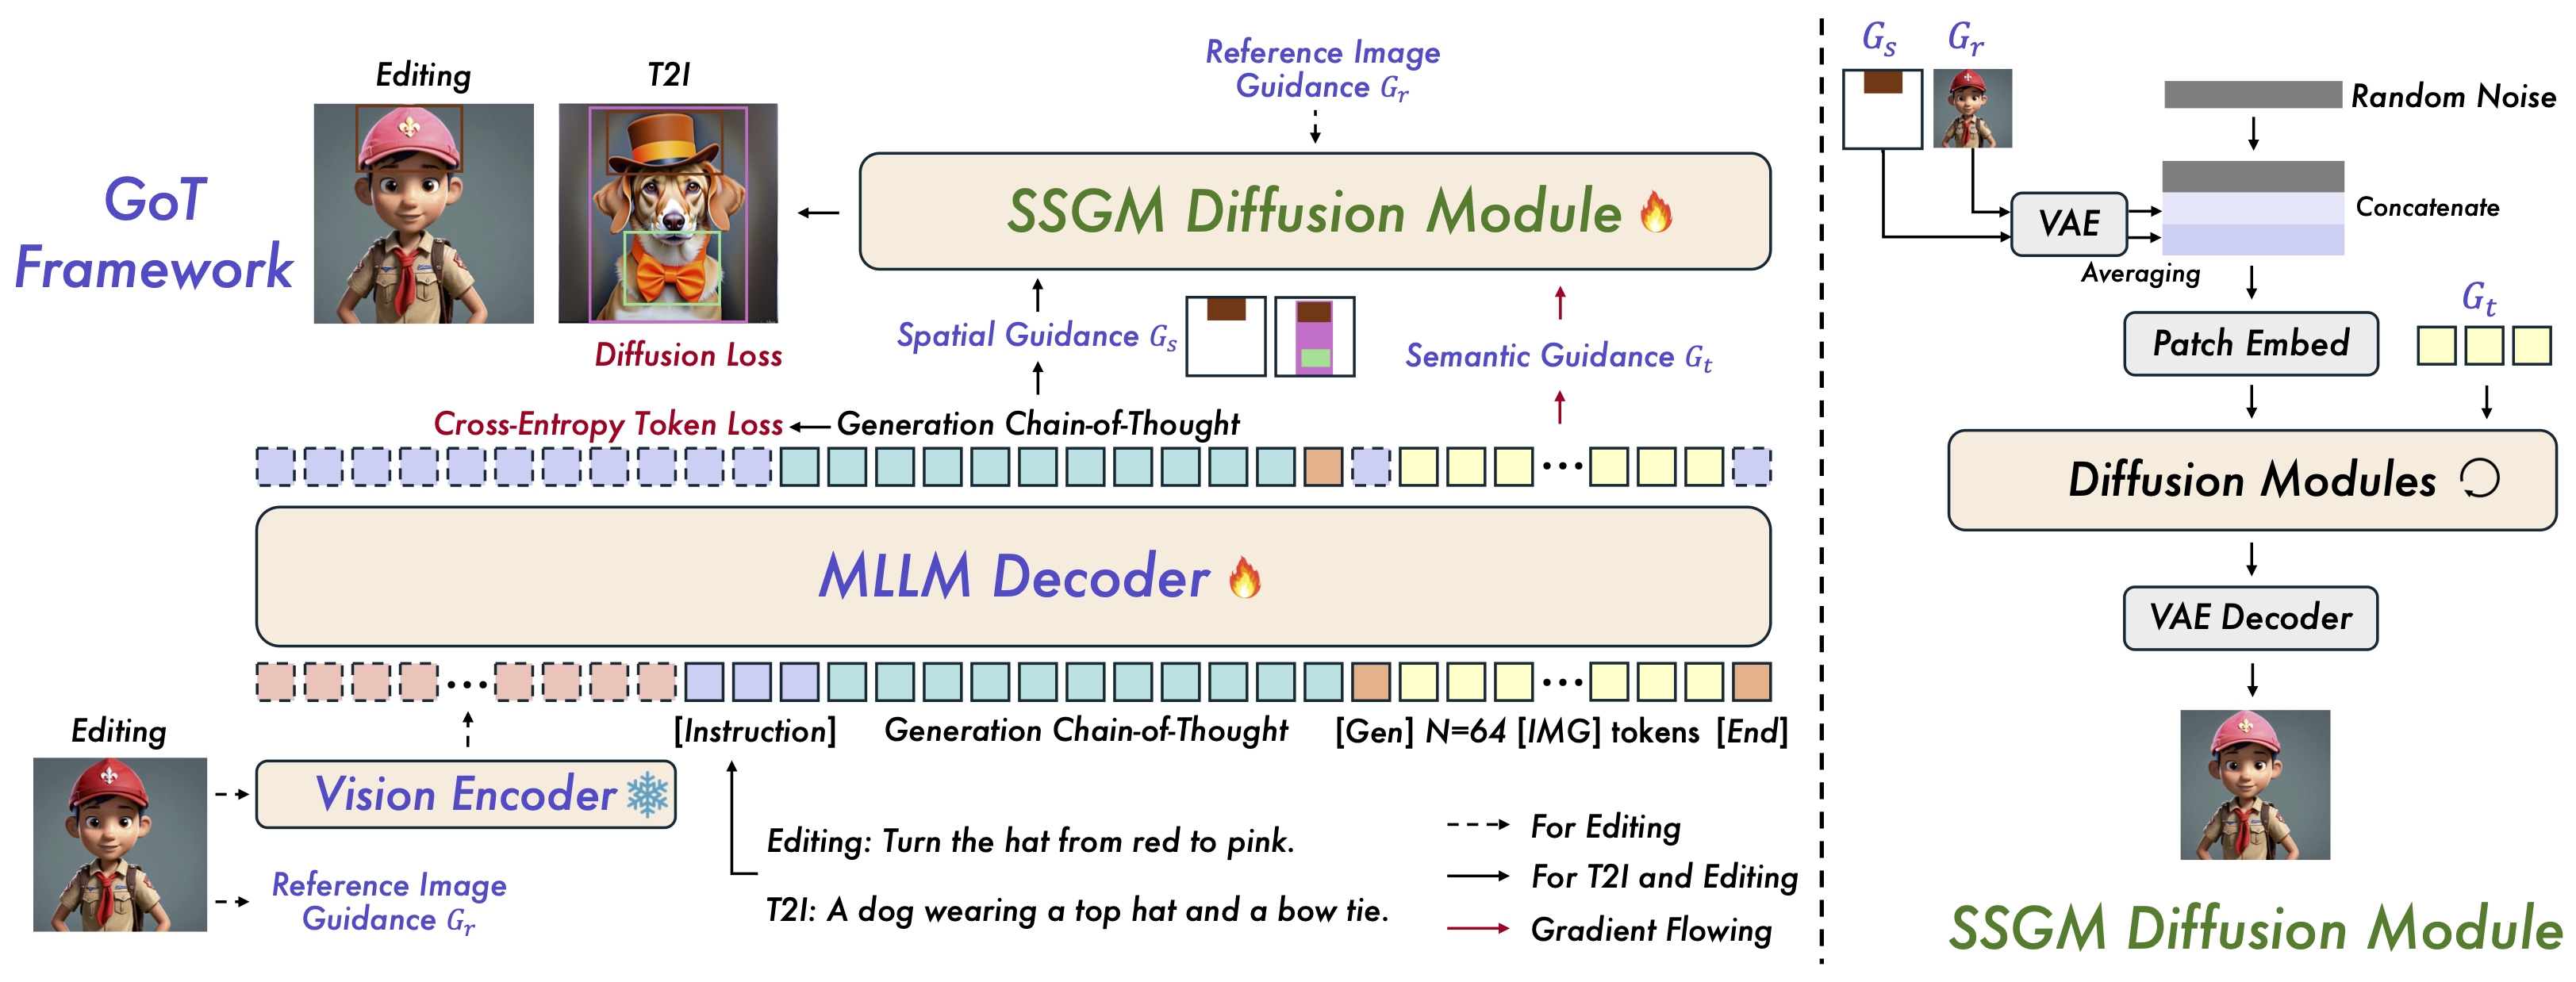 GoT
Framework
Editing
T2I
Reference Image
Guidance G_r
SSGM Diffusion Module
Diffusion Loss
Spatial Guidance G_s
Semantic Guidance G_t
Cross-Entropy Token Loss
Generation Chain-of-Thought
MLLM Decoder
Editing
[Instruction]
Generation Chain-of-Thought
[Gen] N=64 [IMG] tokens [End]
Vision Encoder
Reference Image
Guidance G_r
Editing: Turn the hat from red to pink.
T2I: A dog wearing a top hat and a bow tie.
For Editing
For T2I and Editing
Gradient Flowing
G_s
G_r
Random Noise
VAE
Concatenate
Averaging
Patch Embed
G_t
Diffusion Modules
VAE Decoder
SSGM Diffusion Module